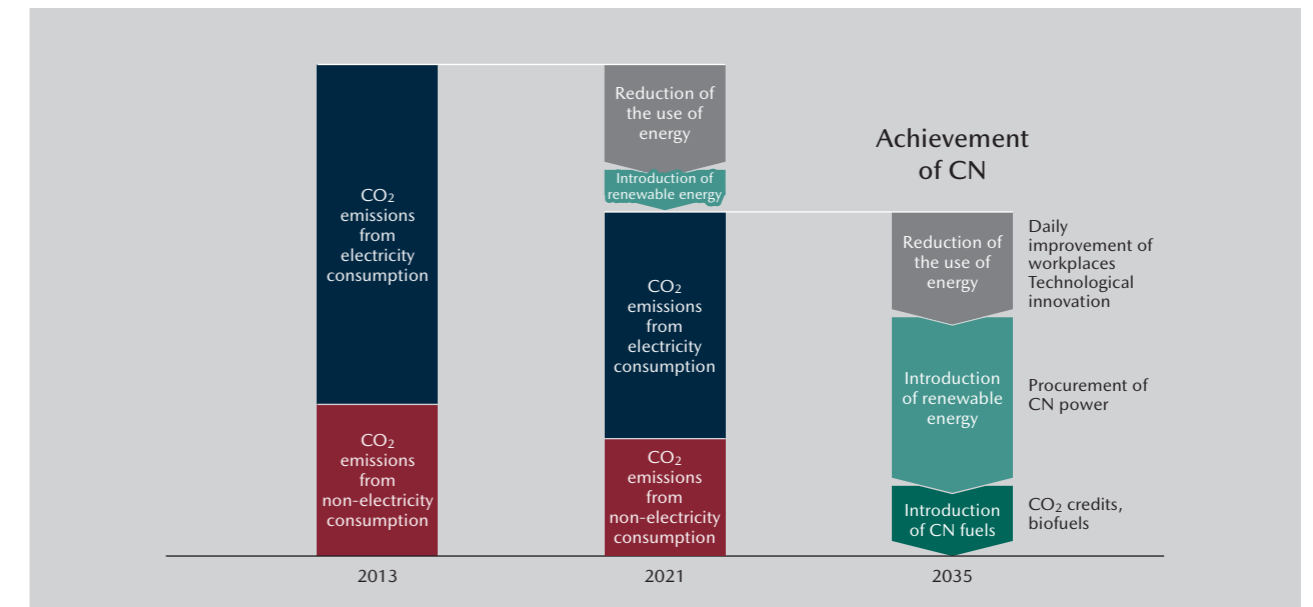 CO2
emissions
from
electricity
consumption
CO2
emissions
from
non-electricity
consumption
2013
Reduction of
the use of
energy
Introduction of
renewable energy
CO2
emissions
from
electricity
consumption
CO2
emissions
from
non-electricity
consumption
2021
Achievement
of CN
Reduction of
the use of
energy
Daily
improvement of
workplaces
Technological
innovation
Introduction
of renewable
energy
Procurement of
CN power
Introduction
of CN fuels
CO2 credits,
biofuels
2035